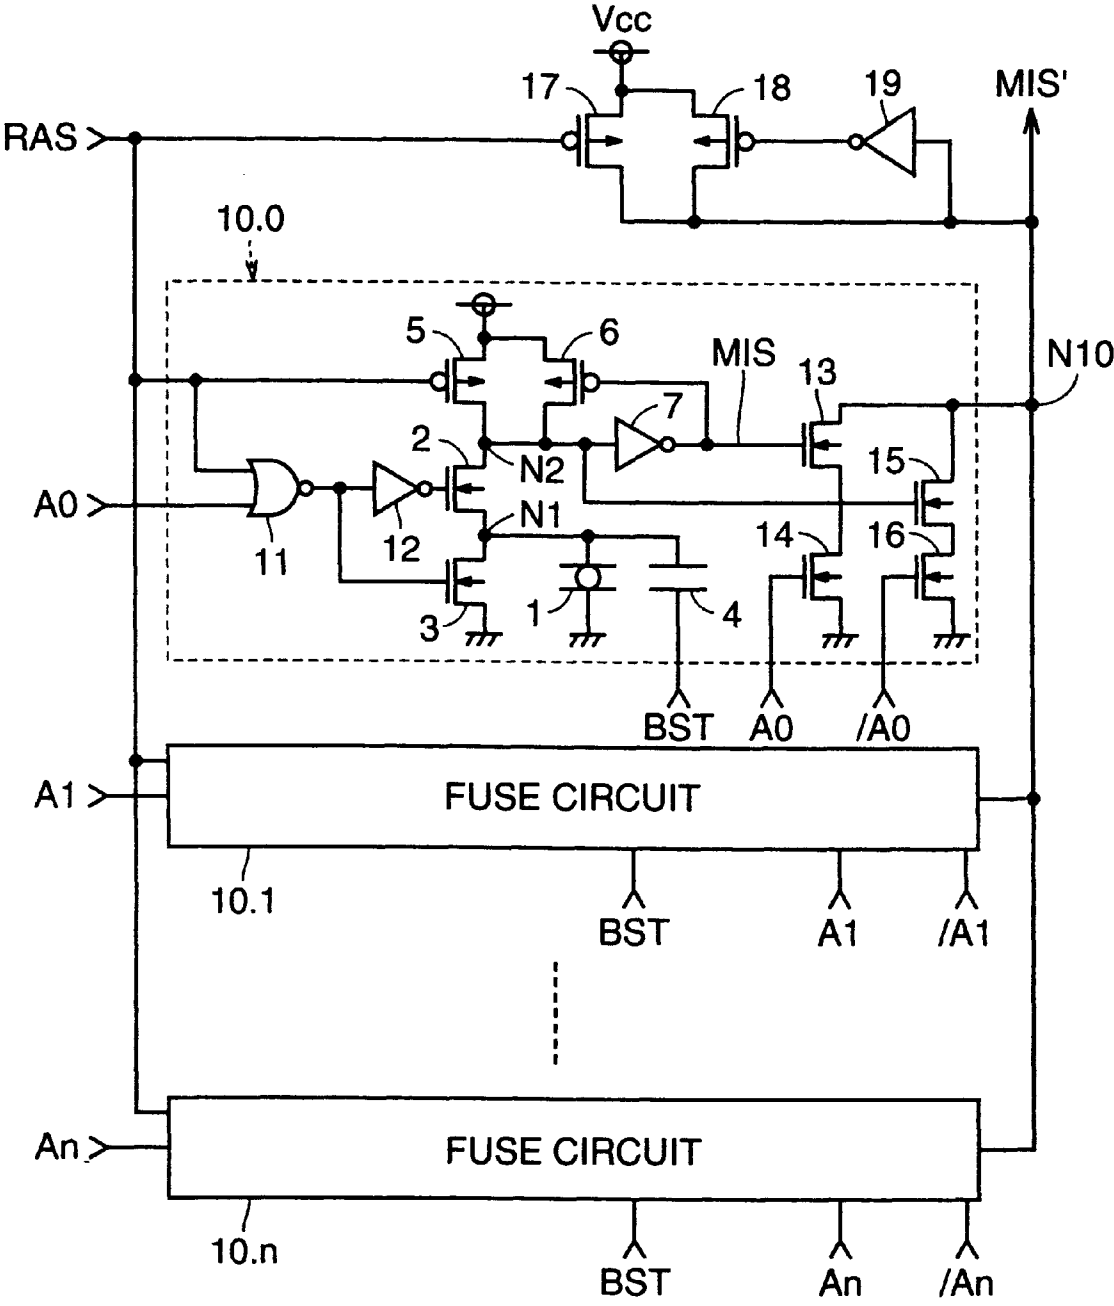 Vcc
17
18
19
MIS'
RAS
10.0
5
6
MIS
N10
13
7
2
N2
15
A0
N1
11
12
14
16
3
1
4
BST
A0
/A0
A1
FUSE CIRCUIT
10.1
BST
A1
/A1
An
FUSE CIRCUIT
10.n
BST
An
/An